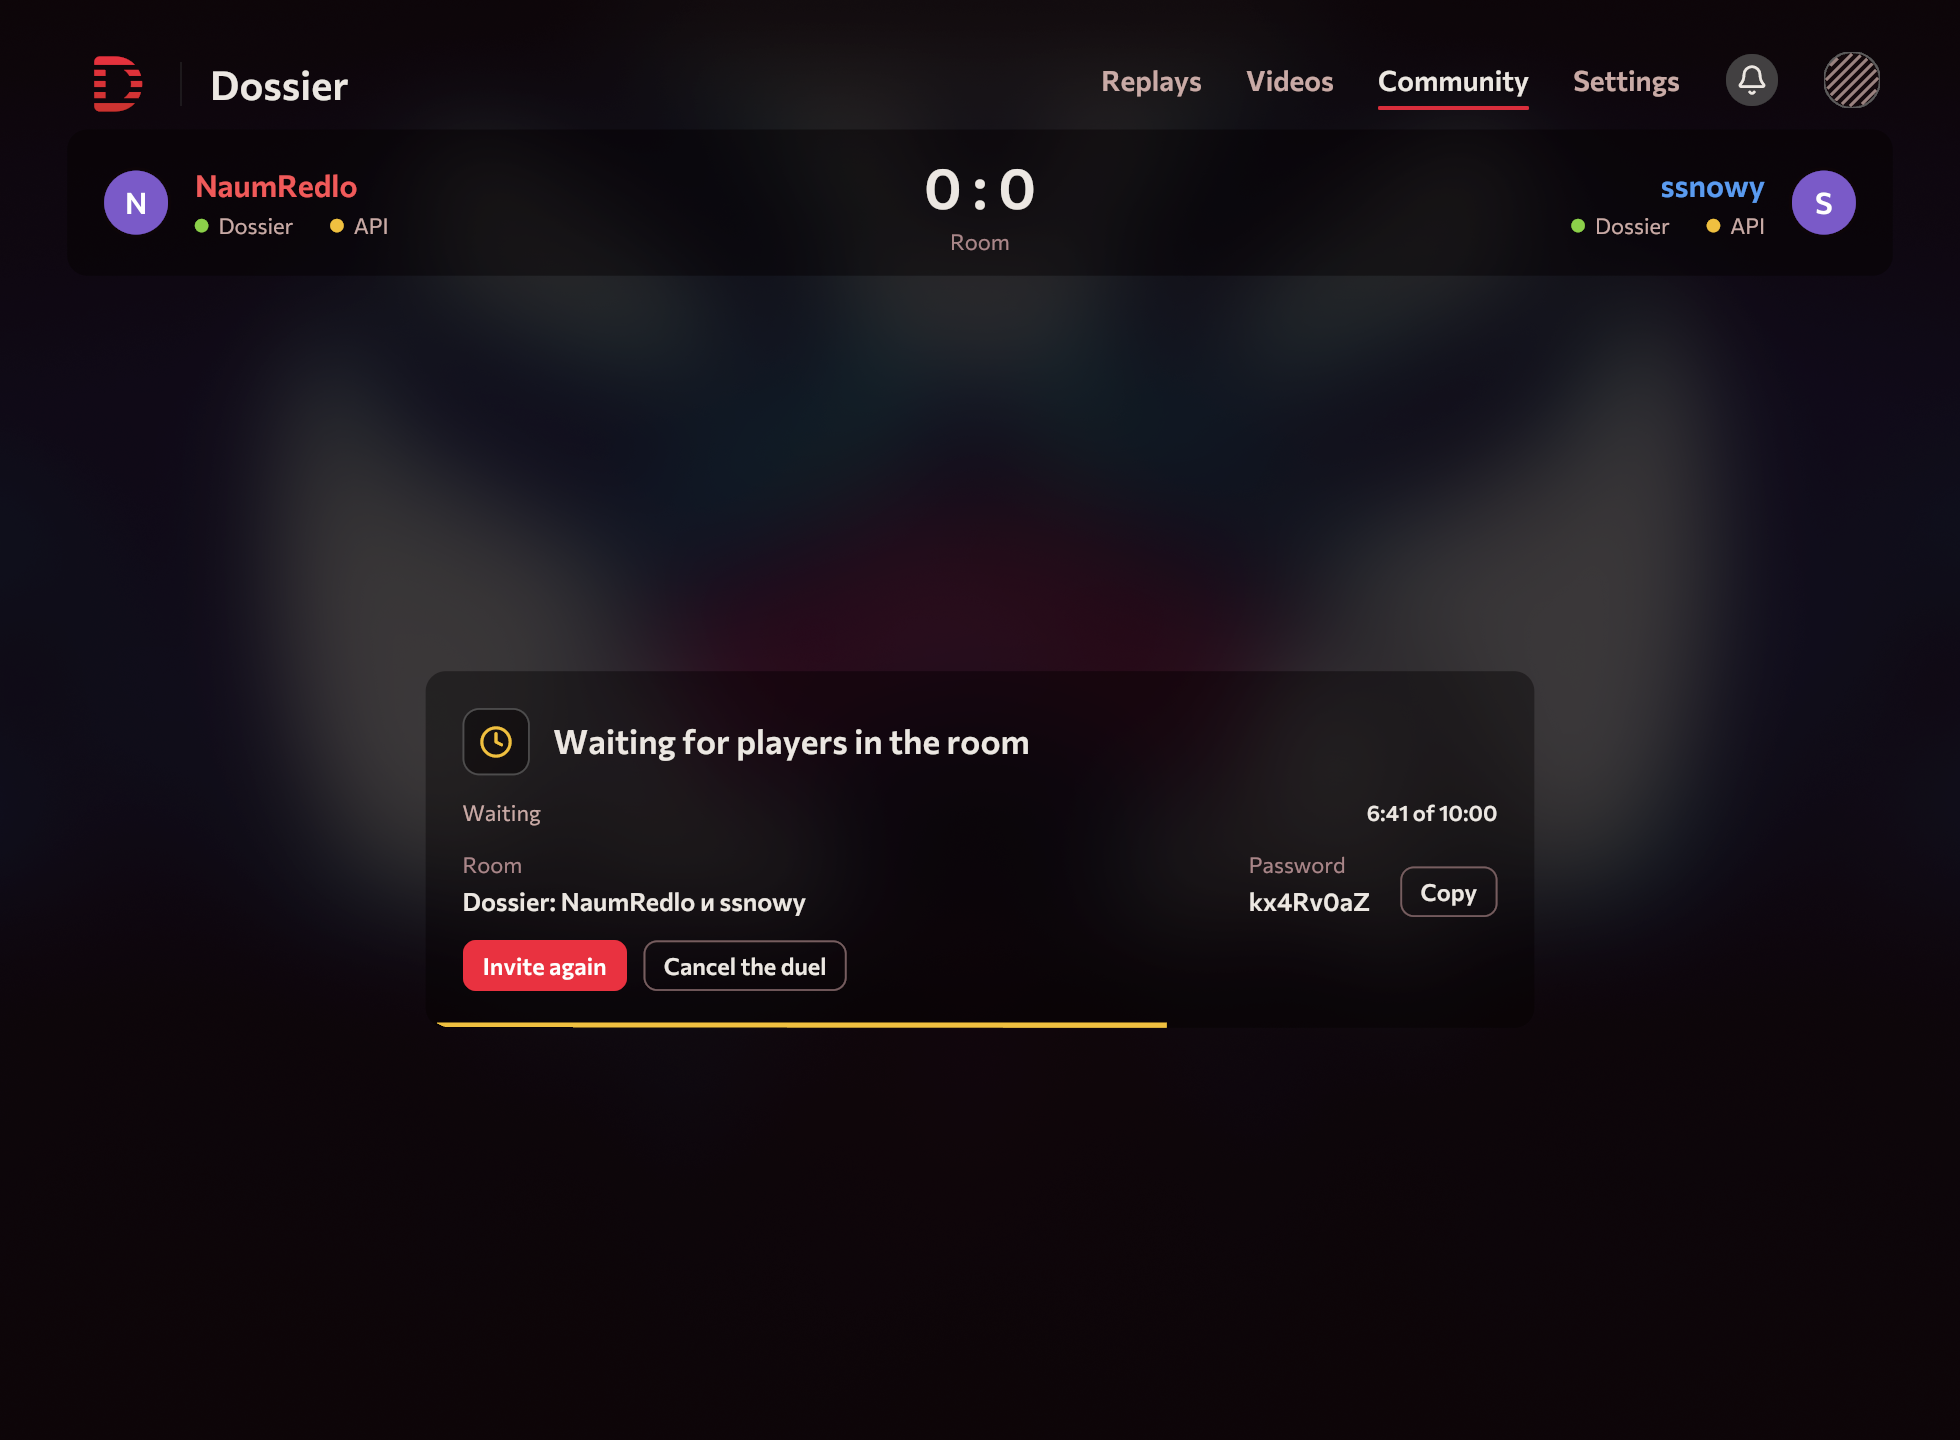 Dossier
Replays Videos Community Settings
N NaumRedlo
Dossier API
0 : 0
Room
ssnowy S
Dossier API
Waiting for players in the room
Waiting 6:41 of 10:00
Room Password
Dossier: NaumRedlo и ssnowy kx4Rv0aZ Copy
Invite again Cancel the duel